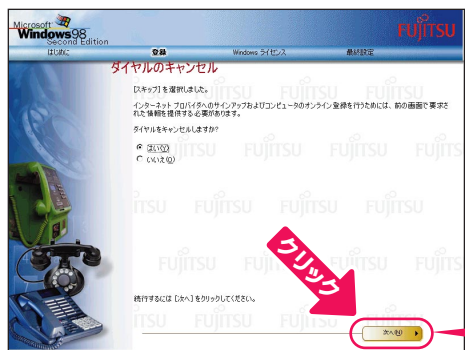 Microsoft
Windows98
Second Edition
FUJITSU
はじめに 登録 Windows ライセンス 最終設定
ダイヤルのキャンセル
[スキップ] を選択しました。
インターネット プロバイダへのサインアップおよびコンピュータのオンライン登録を行うためには、前の画面で要求さ
れた情報を提供する必要があります。
ダイヤルをキャンセルしますか?
はい(Y)
いいえ(O)
FUJITSU FUJITSU FUJITSU
ITSU FUJITSU FUJITSU
クリック
続行するには [次へ] をクリックしてください。
次へ(N)